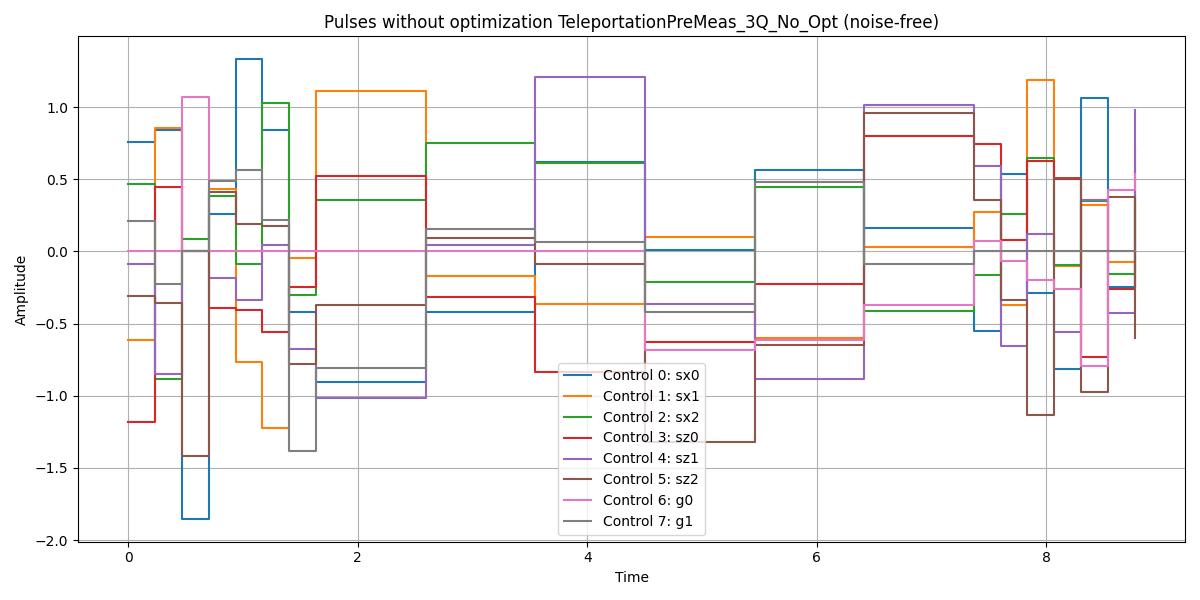 Pulses without optimization TeleportationPreMeas_3Q_No_Opt (noise-free)
Amplitude
1.0
0.5
0.0
−0.5
−1.0
−1.5
−2.0
Control 0: sx0
Control 1: sx1
Control 2: sx2
Control 3: sz0
Control 4: sz1
Control 5: sz2
Control 6: g0
Control 7: g1
0 2 4 6 8
Time